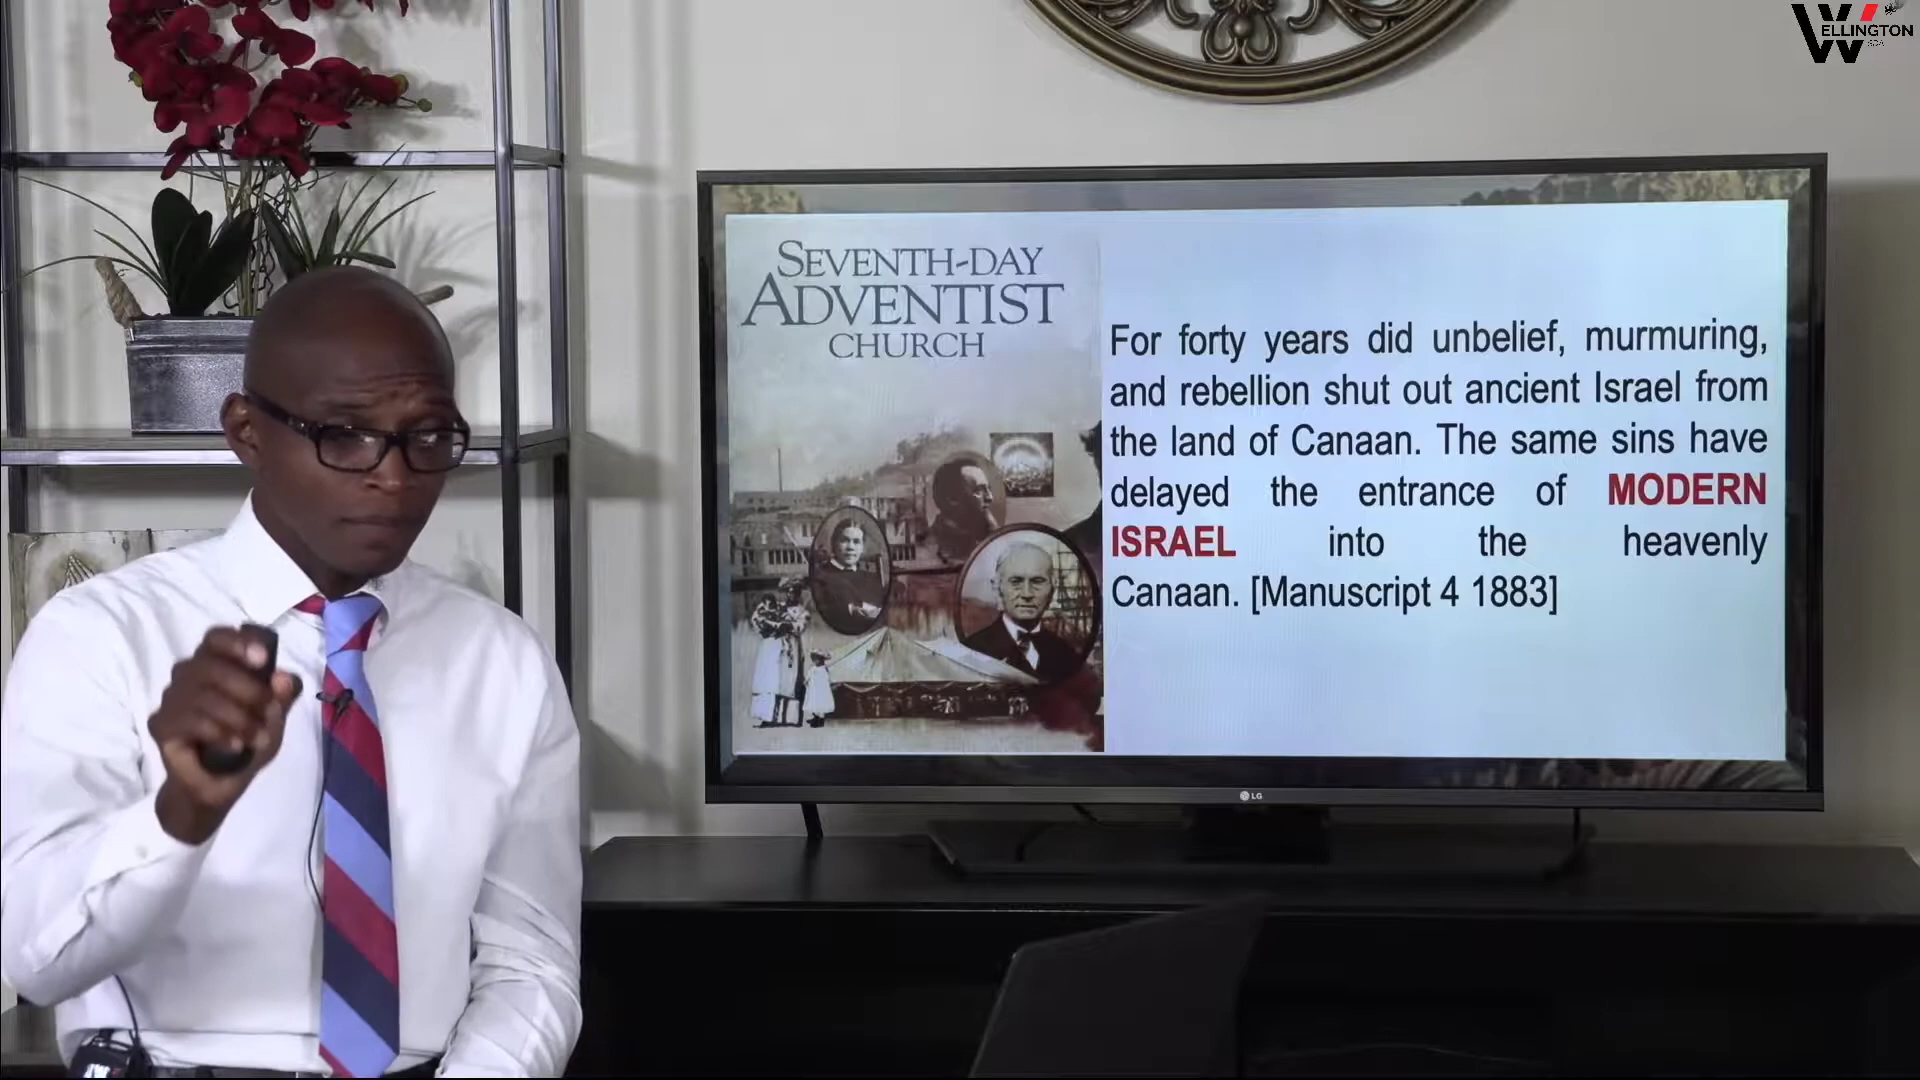 WELLINGTON
SDA
SEVENTH-DAY
ADVENTIST
CHURCH
For forty years did unbelief, murmuring,
and rebellion shut out ancient Israel from
the land of Canaan. The same sins have
delayed the entrance of MODERN
ISRAEL into the heavenly
Canaan. [Manuscript 4 1883]
LG